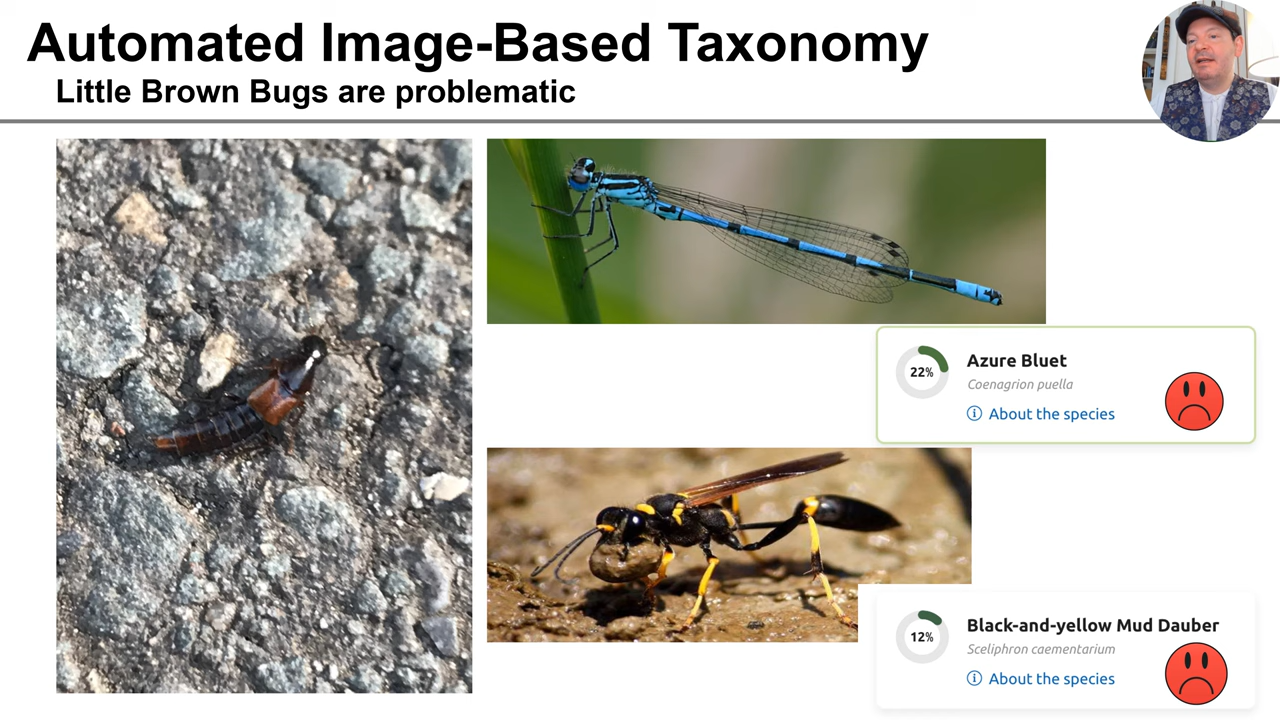 Automated Image-Based Taxonomy
Little Brown Bugs are problematic
22%
Azure Bluet
Coenagrion puella
About the species
12%
Black-and-yellow Mud Dauber
Sceliphron caementarium
About the species